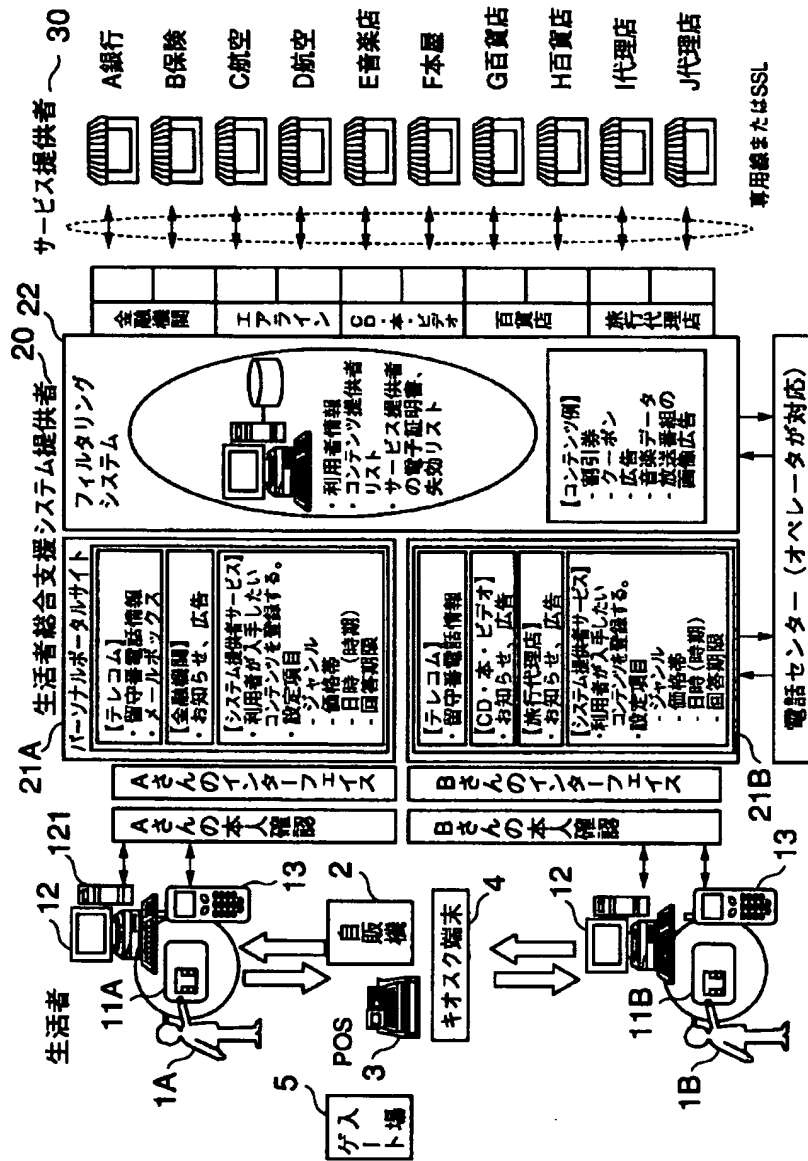 生活者
生活者総合支援システム提供者 20
サービス提供者 30
1A
11A
12
121
13
21A
パーソナルポータルサイト
Aさんの本人確認
Aさんのインターフェイス
【テレコム】
・留守番電話情報
・メールボックス
【金融機関】
お知らせ、広告
【システム提供者サービス】
・利用者が入手したい
コンテンツを登録する。
・設定項目
-ジャンル
-価格帯
-日時(時期)
-回答期限
22
フィルタリング
システム
・利用者情報
・コンテンツ提供者
リスト
・サービス提供者
の電子証明書、
失効リスト
【コンテンツ例】
・割引券
・クーポン
・広告
・音楽データ
・放送番組の
画像広告
金融機関
エアライン
CD・本・ビデオ
百貨店
旅行代理店
A銀行
B保険
C航空
D航空
E音楽店
F本屋
G百貨店
H百貨店
I代理店
J代理店
専用線またはSSL
5
入場
ゲート
POS
3
自販機
2
キオスク端末
4
1B
11B
12
13
Bさんの本人確認
Bさんのインターフェイス
【テレコム】
・留守番電話情報
【CD・本・ビデオ】
お知らせ、広告
【旅行代理店】
お知らせ、広告
【システム提供者サービス】
・利用者が入手したい
コンテンツを登録する。
・設定項目
-ジャンル
-価格帯
-日時(時期)
-回答期限
21B
電話センター(オペレータが対応)